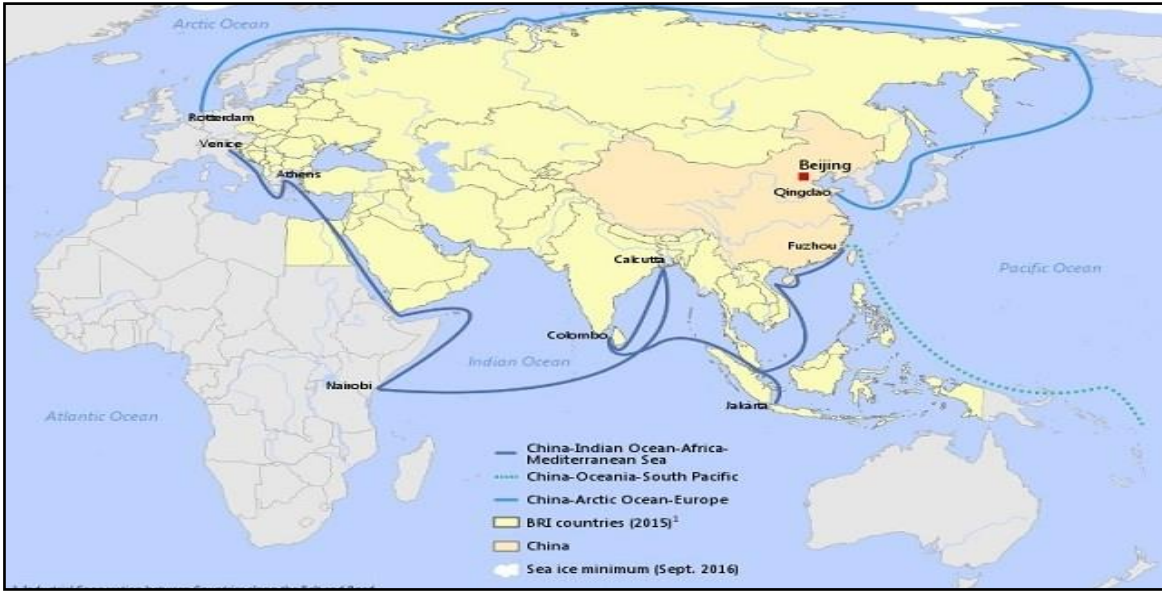 Arctic Ocean
Rotterdam
Venice
Athens
Beijing
Qingdao
Fuzhou
Calcutta
Pacific Ocean
Colombo
Indian Ocean
Nairobi
Jakarta
Atlantic Ocean
China-Indian Ocean-Africa-
Mediterranean Sea
China-Oceania-South Pacific
China-Arctic Ocean-Europe
BRI countries (2015)¹
China
Sea ice minimum (Sept. 2016)